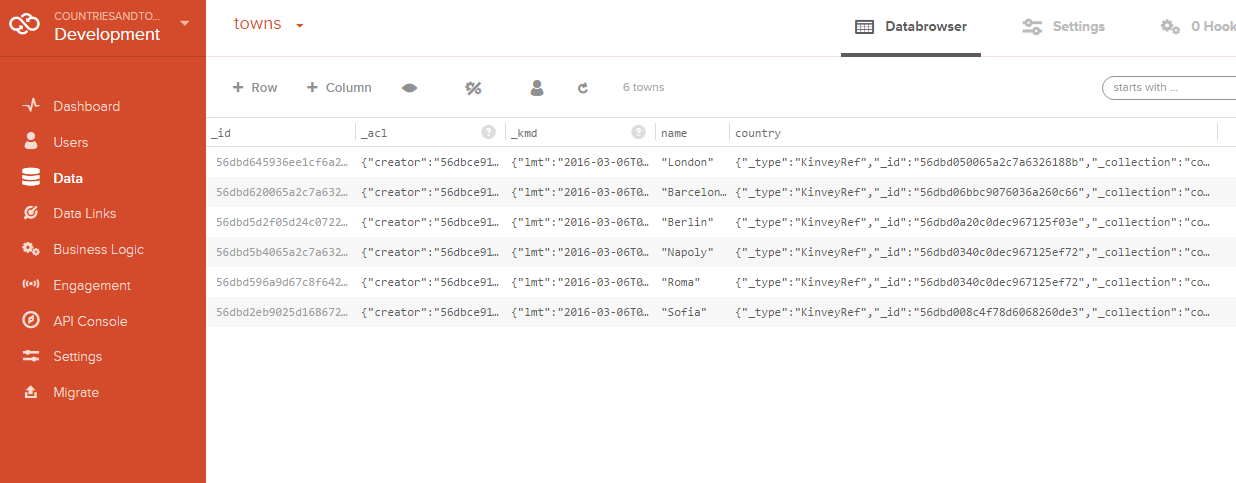 COUNTRIESANDTO...
Development
towns
Databrowser
Settings
0 Hook
Dashboard
Users
Data
Data Links
Business Logic
Engagement
API Console
Settings
Migrate
+ Row + Column 6 towns starts with ...
_id _acl ? _kmd ? name country
56dbd645936ee1cf6a2... {"creator":"56dbce91... {"lmt":"2016-03-06T0... "London" {"_type":"KinveyRef","_id":"56dbd050065a2c7a6326188b","_collection":"co...
56dbd620065a2c7a632... {"creator":"56dbce91... {"lmt":"2016-03-06T0... "Barcelon... {"_type":"KinveyRef","_id":"56dbd06bbc9076036a260c66","_collection":"co...
56dbd5d2f05d24c0722... {"creator":"56dbce91... {"lmt":"2016-03-06T0... "Berlin" {"_type":"KinveyRef","_id":"56dbd0a20c0dec967125f03e","_collection":"co...
56dbd5b4065a2c7a632... {"creator":"56dbce91... {"lmt":"2016-03-06T0... "Napoly" {"_type":"KinveyRef","_id":"56dbd0340c0dec967125ef72","_collection":"co...
56dbd596a9d67c8f642... {"creator":"56dbce91... {"lmt":"2016-03-06T0... "Roma" {"_type":"KinveyRef","_id":"56dbd0340c0dec967125ef72","_collection":"co...
56dbd2eb9025d168672... {"creator":"56dbce91... {"lmt":"2016-03-06T0... "Sofia" {"_type":"KinveyRef","_id":"56dbd008c4f78d6068260de3","_collection":"co...